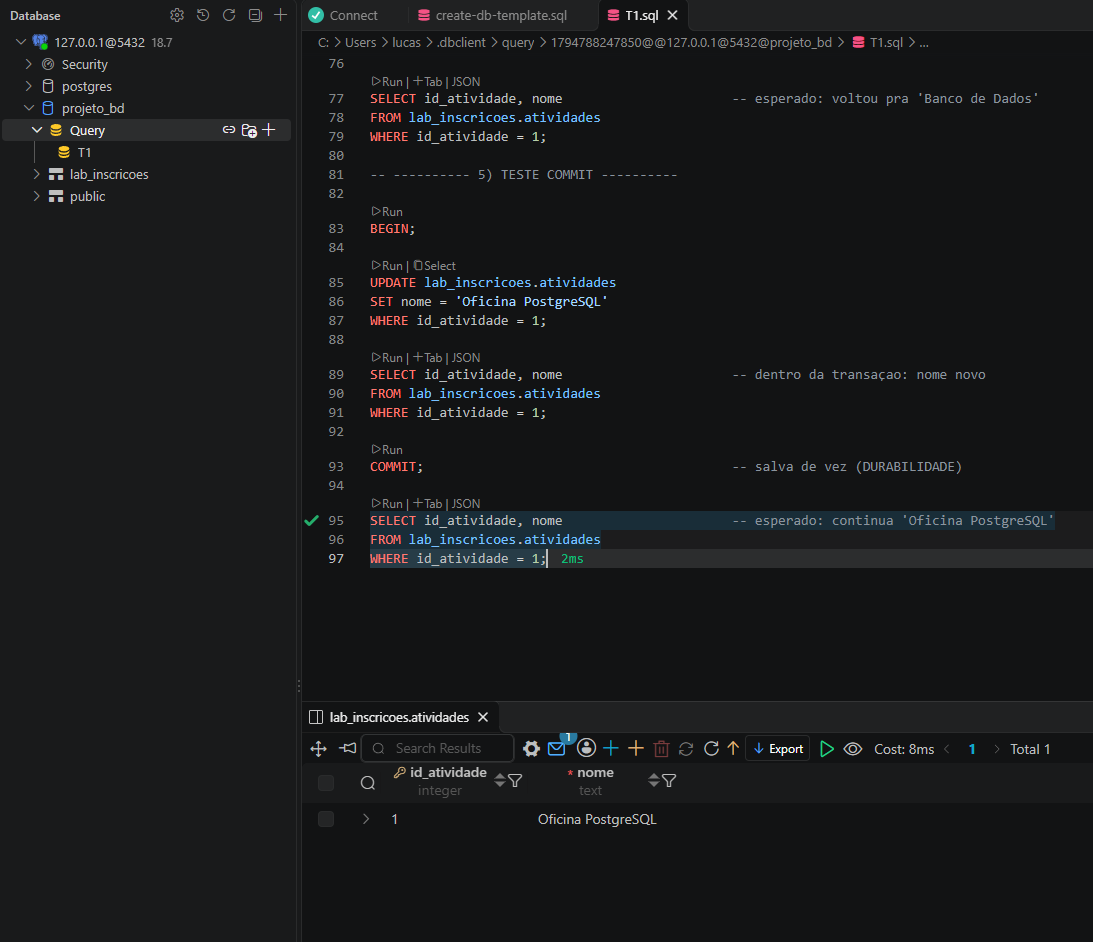 Database
127.0.0.1@5432 18.7
Security
postgres
projeto_bd
Query
T1
lab_inscricoes
public
Connect
create-db-template.sql
T1.sql
C: > Users > lucas > .dbclient > query > 1794788247850@@127.0.0.1@5432@projeto_bd > T1.sql > ...
76
Run | +Tab | JSON
77 SELECT id_atividade, nome -- esperado: voltou pra 'Banco de Dados'
78 FROM lab_inscricoes.atividades
79 WHERE id_atividade = 1;
80
81 -- ---------- 5) TESTE COMMIT ----------
82
Run
83 BEGIN;
84
Run | Select
85 UPDATE lab_inscricoes.atividades
86 SET nome = 'Oficina PostgreSQL'
87 WHERE id_atividade = 1;
88
Run | +Tab | JSON
89 SELECT id_atividade, nome -- dentro da transaçao: nome novo
90 FROM lab_inscricoes.atividades
91 WHERE id_atividade = 1;
92
Run
93 COMMIT; -- salva de vez (DURABILIDADE)
94
Run | +Tab | JSON
95 SELECT id_atividade, nome -- esperado: continua 'Oficina PostgreSQL'
96 FROM lab_inscricoes.atividades
97 WHERE id_atividade = 1; 2ms
lab_inscricoes.atividades
Search Results 1 Export Cost: 8ms < 1 > Total 1
id_atividade * nome
integer text
1 Oficina PostgreSQL